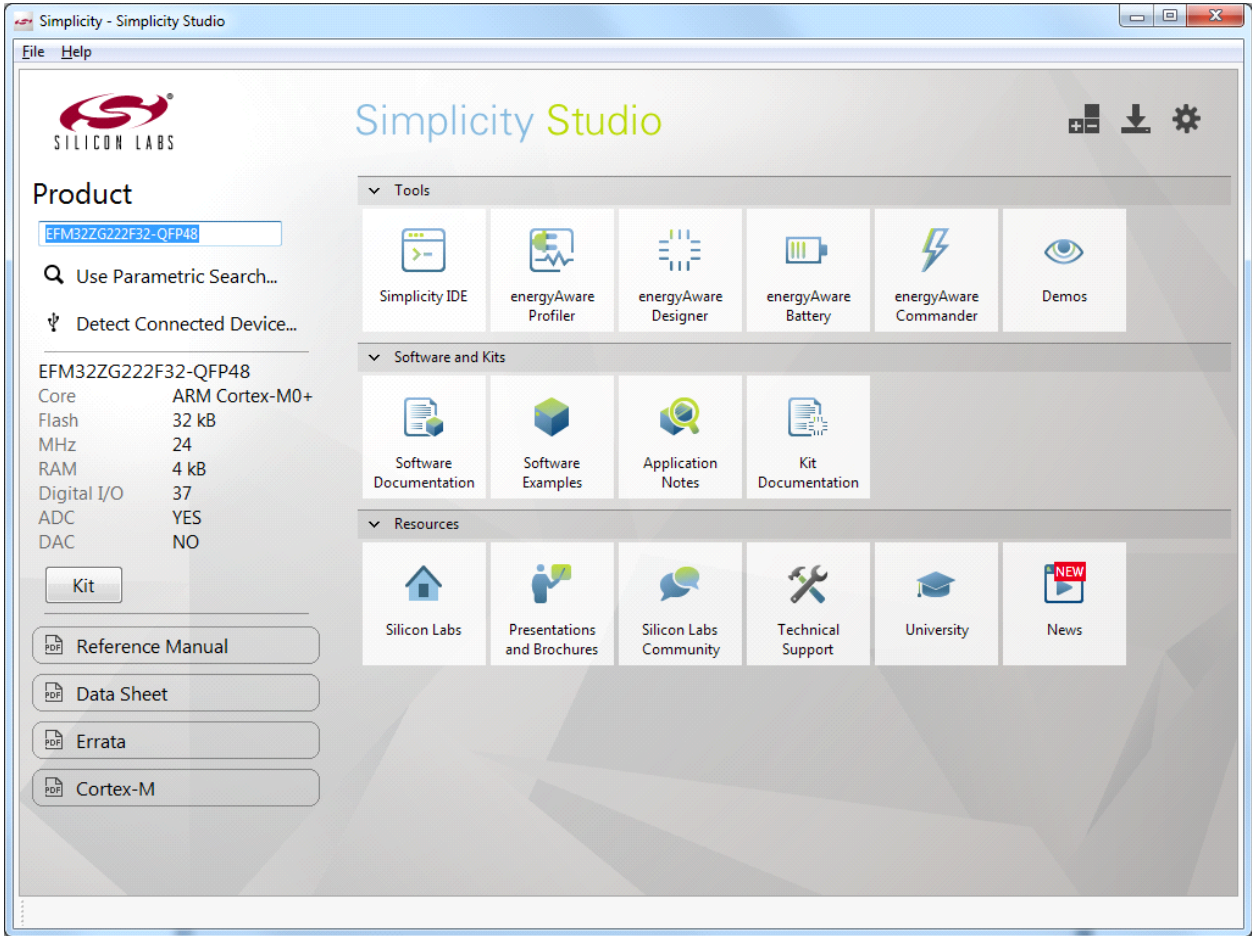 Simplicity - Simplicity Studio
File Help
SILICON LABS
Simplicity Studio
Product
EFM32ZG222F32-QFP48
Use Parametric Search...
Detect Connected Device...
EFM32ZG222F32-QFP48
Core ARM Cortex-M0+
Flash 32 kB
MHz 24
RAM 4 kB
Digital I/O 37
ADC YES
DAC NO
Kit
PDF Reference Manual
PDF Data Sheet
PDF Errata
PDF Cortex-M
Tools
Simplicity IDE
energyAware
Profiler
energyAware
Designer
energyAware
Battery
energyAware
Commander
Demos
Software and Kits
Software
Documentation
Software
Examples
Application
Notes
Kit
Documentation
Resources
Silicon Labs
Presentations
and Brochures
Silicon Labs
Community
Technical
Support
University
NEW
News